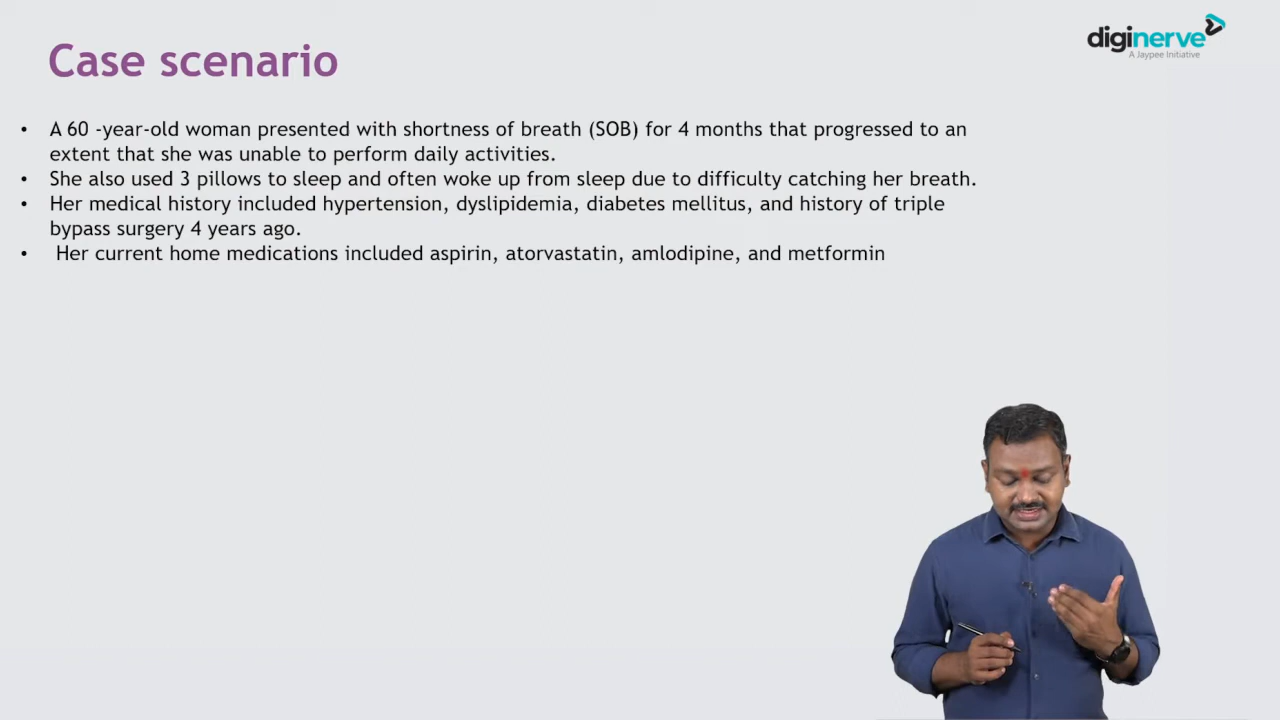 Case scenario
diginerve
A Jaypee Initiative
• A 60 -year-old woman presented with shortness of breath (SOB) for 4 months that progressed to an
extent that she was unable to perform daily activities.
• She also used 3 pillows to sleep and often woke up from sleep due to difficulty catching her breath.
• Her medical history included hypertension, dyslipidemia, diabetes mellitus, and history of triple
bypass surgery 4 years ago.
• Her current home medications included aspirin, atorvastatin, amlodipine, and metformin